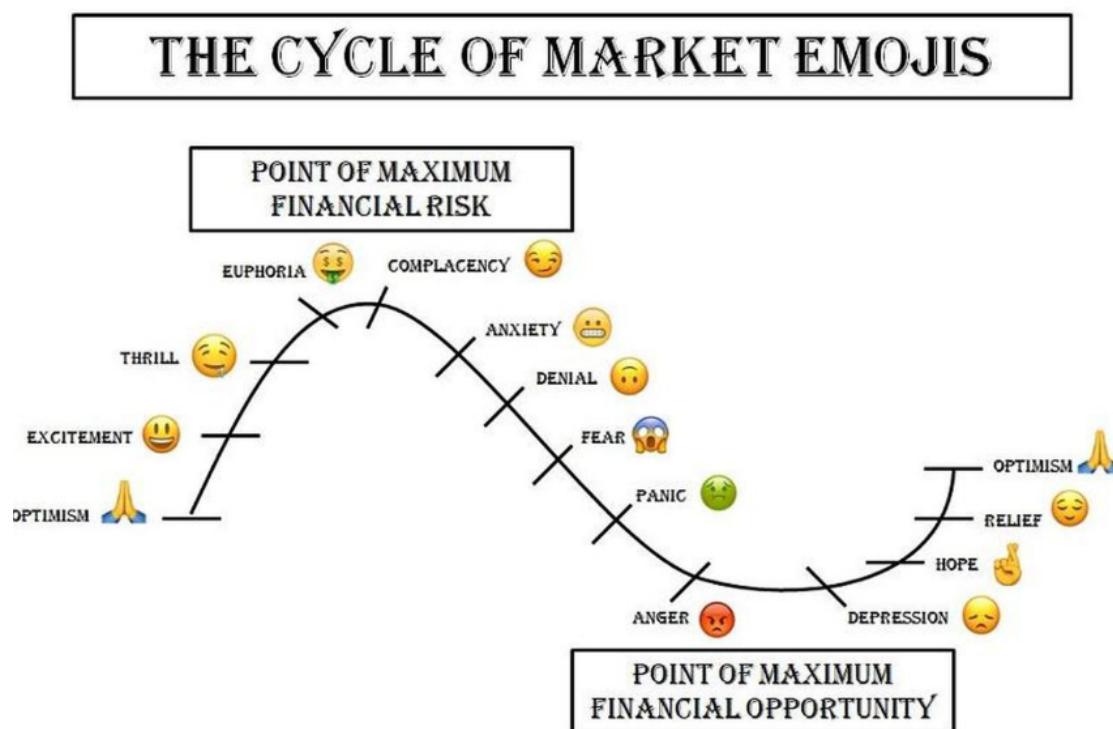 THE CYCLE OF MARKET EMOJIS
POINT OF MAXIMUM
FINANCIAL RISK
EUPHORIA
COMPLACENCY
THRILL
ANXIETY
DENIAL
EXCITEMENT
FEAR
OPTIMISM
PANIC
OPTIMISM
RELIEF
HOPE
ANGER
DEPRESSION
POINT OF MAXIMUM
FINANCIAL OPPORTUNITY